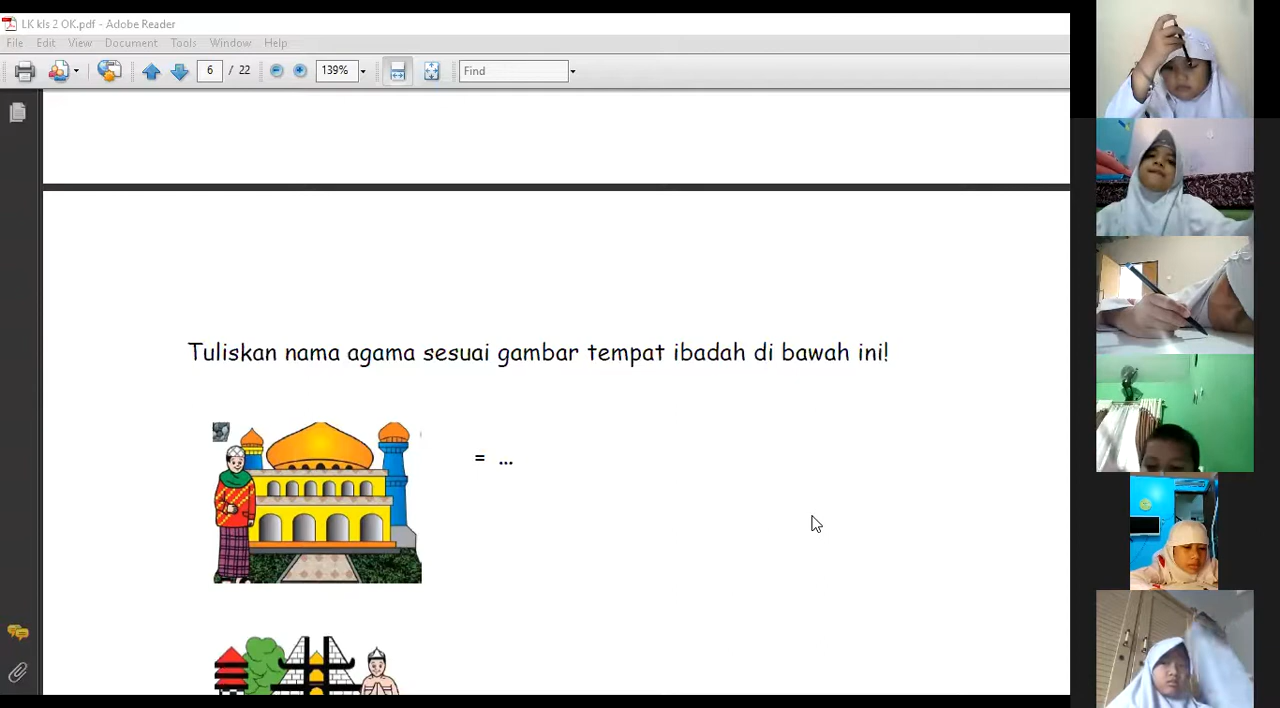 LK kls 2 OK.pdf - Adobe Reader
File Edit View Document Tools Window Help
6 / 22 139% Find
Tuliskan nama agama sesuai gambar tempat ibadah di bawah ini!
= ...